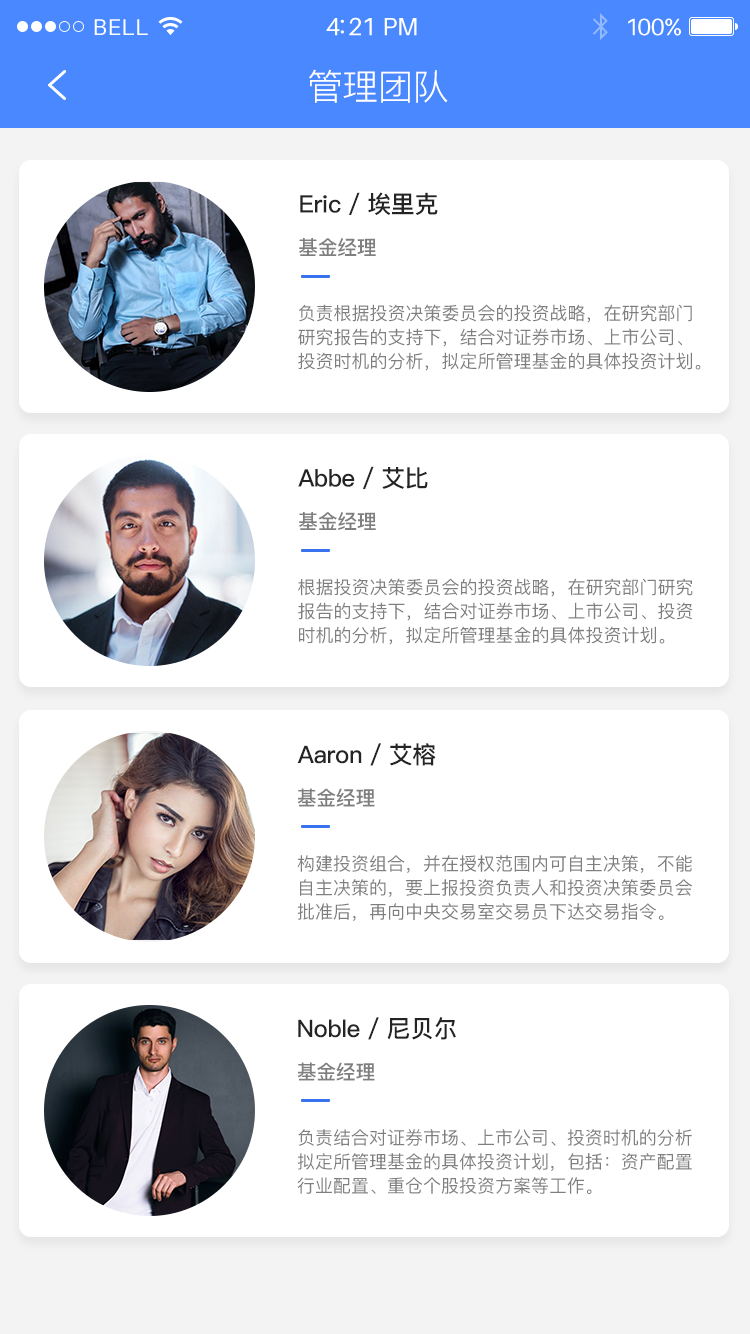 BELL 4:21 PM 100%
管理团队
Eric / 埃里克
基金经理
负责根据投资决策委员会的投资战略，在研究部门
研究报告的支持下，结合对证券市场、上市公司、
投资时机的分析，拟定所管理基金的具体投资计划。
Abbe / 艾比
基金经理
根据投资决策委员会的投资战略，在研究部门研究
报告的支持下，结合对证券市场、上市公司、投资
时机的分析，拟定所管理基金的具体投资计划。
Aaron / 艾榕
基金经理
构建投资组合，并在授权范围内可自主决策，不能
自主决策的，要上报投资负责人和投资决策委员会
批准后，再向中央交易室交易员下达交易指令。
Noble / 尼贝尔
基金经理
负责结合对证券市场、上市公司、投资时机的分析
拟定所管理基金的具体投资计划，包括：资产配置
行业配置、重仓个股投资方案等工作。